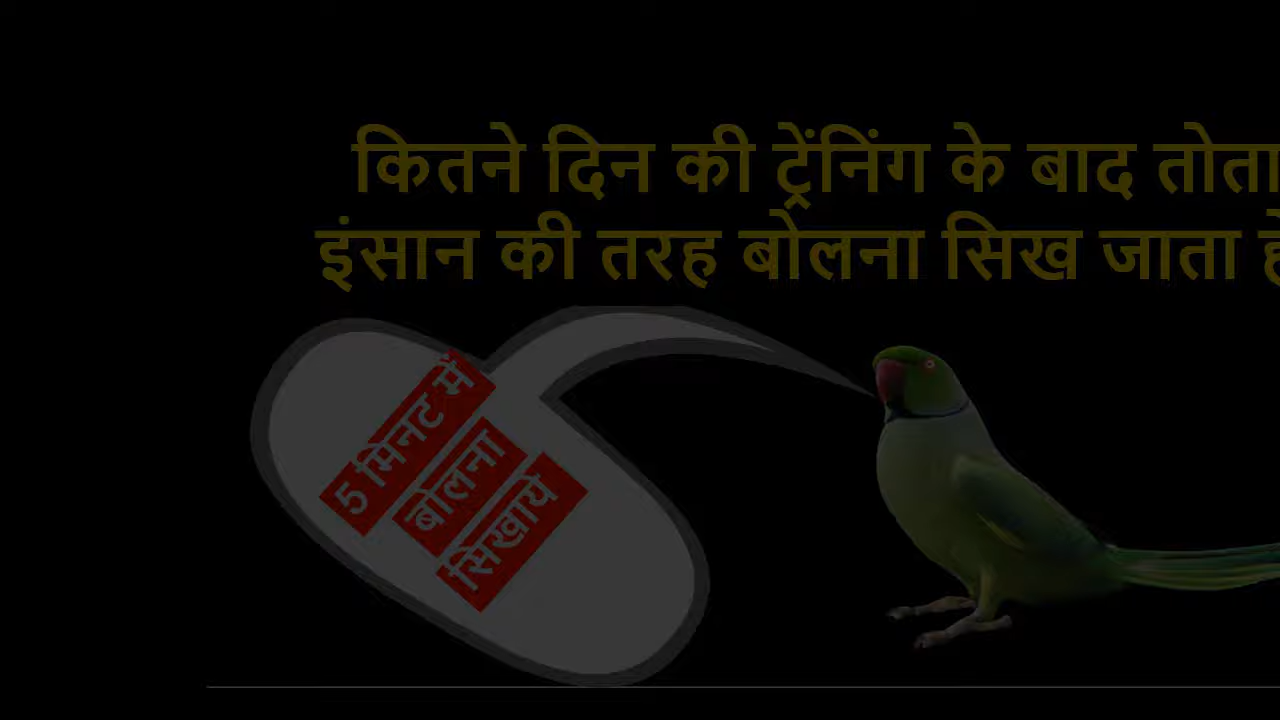 कितने दिन की ट्रेंनिंग के बाद तोता
इंसान की तरह बोलना सिख जाता
5 मिनट में
बोलना
सिखाये